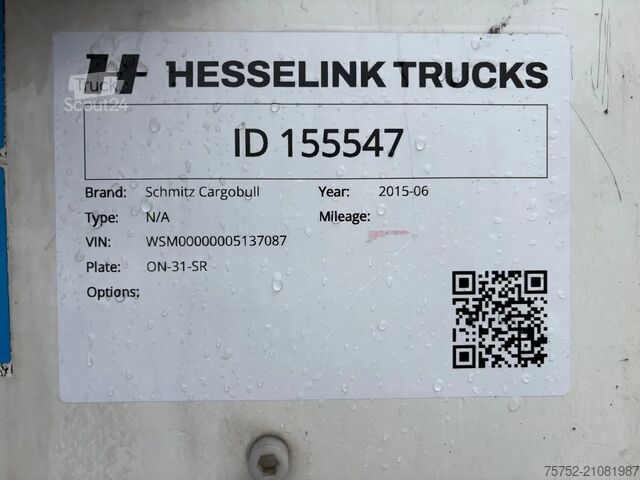 HESSELINK TRUCKS
Truck
Scout24
ID 155547
Brand: Schmitz Cargobull Year: 2015-06
Type: N/A Mileage:
VIN: WSM00000005137087
Plate: ON-31-SR
Options:
75752-21081987